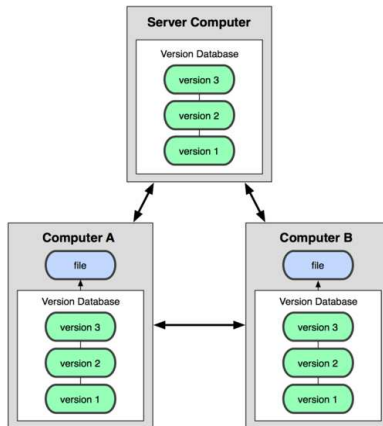 Server Computer
Version Database
version 3
version 2
version 1
Computer A
file
Version Database
version 3
version 2
version 1
Computer B
file
Version Database
version 3
version 2
version 1